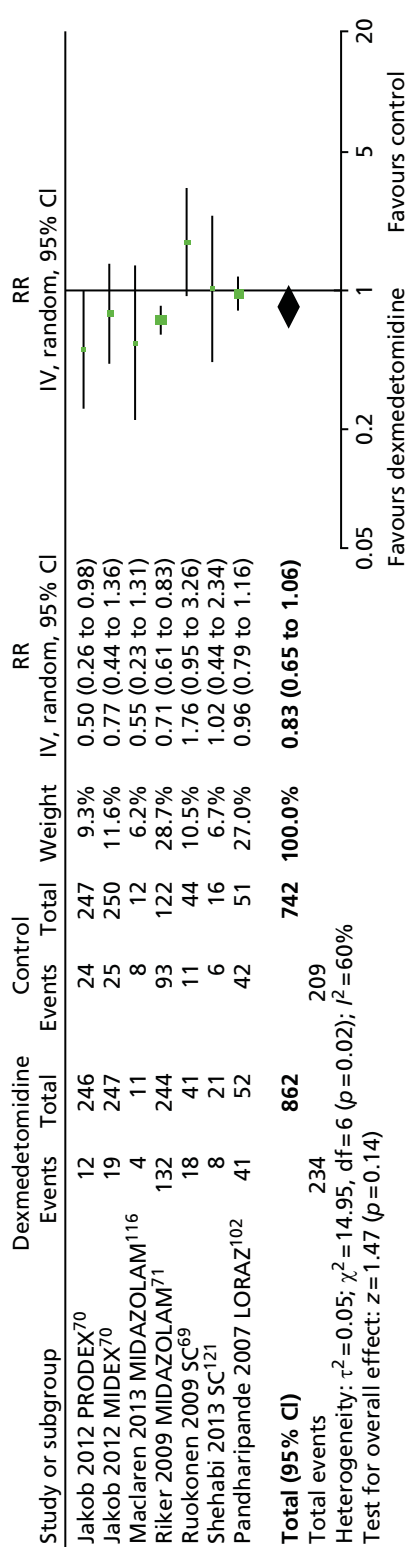 Dexmedetomidine Control RR RR
Study or subgroup Events Total Events Total Weight IV, random, 95% CI IV, random, 95% CI
Jakob 2012 PRODEX70 12 246 24 247 9.3% 0.50 (0.26 to 0.98)
Jakob 2012 MIDEX70 19 247 25 250 11.6% 0.77 (0.44 to 1.36)
Maclaren 2013 MIDAZOLAM116 4 11 8 12 6.2% 0.55 (0.23 to 1.31)
Riker 2009 MIDAZOLAM71 132 244 93 122 28.7% 0.71 (0.61 to 0.83)
Ruokonen 2009 SC69 18 41 11 44 10.5% 1.76 (0.95 to 3.26)
Shehabi 2013 SC121 8 21 6 16 6.7% 1.02 (0.44 to 2.34)
Pandharipande 2007 LORAZ102 41 52 42 51 27.0% 0.96 (0.79 to 1.16)
Total (95% CI) 862 742 100.0% 0.83 (0.65 to 1.06)
Total events 234 209
Heterogeneity: τ2=0.05; χ2=14.95, df=6 (p=0.02); I2=60%
Test for overall effect: z=1.47 (p=0.14)
0.05 0.2 1 5 20
Favours dexmedetomidine Favours control